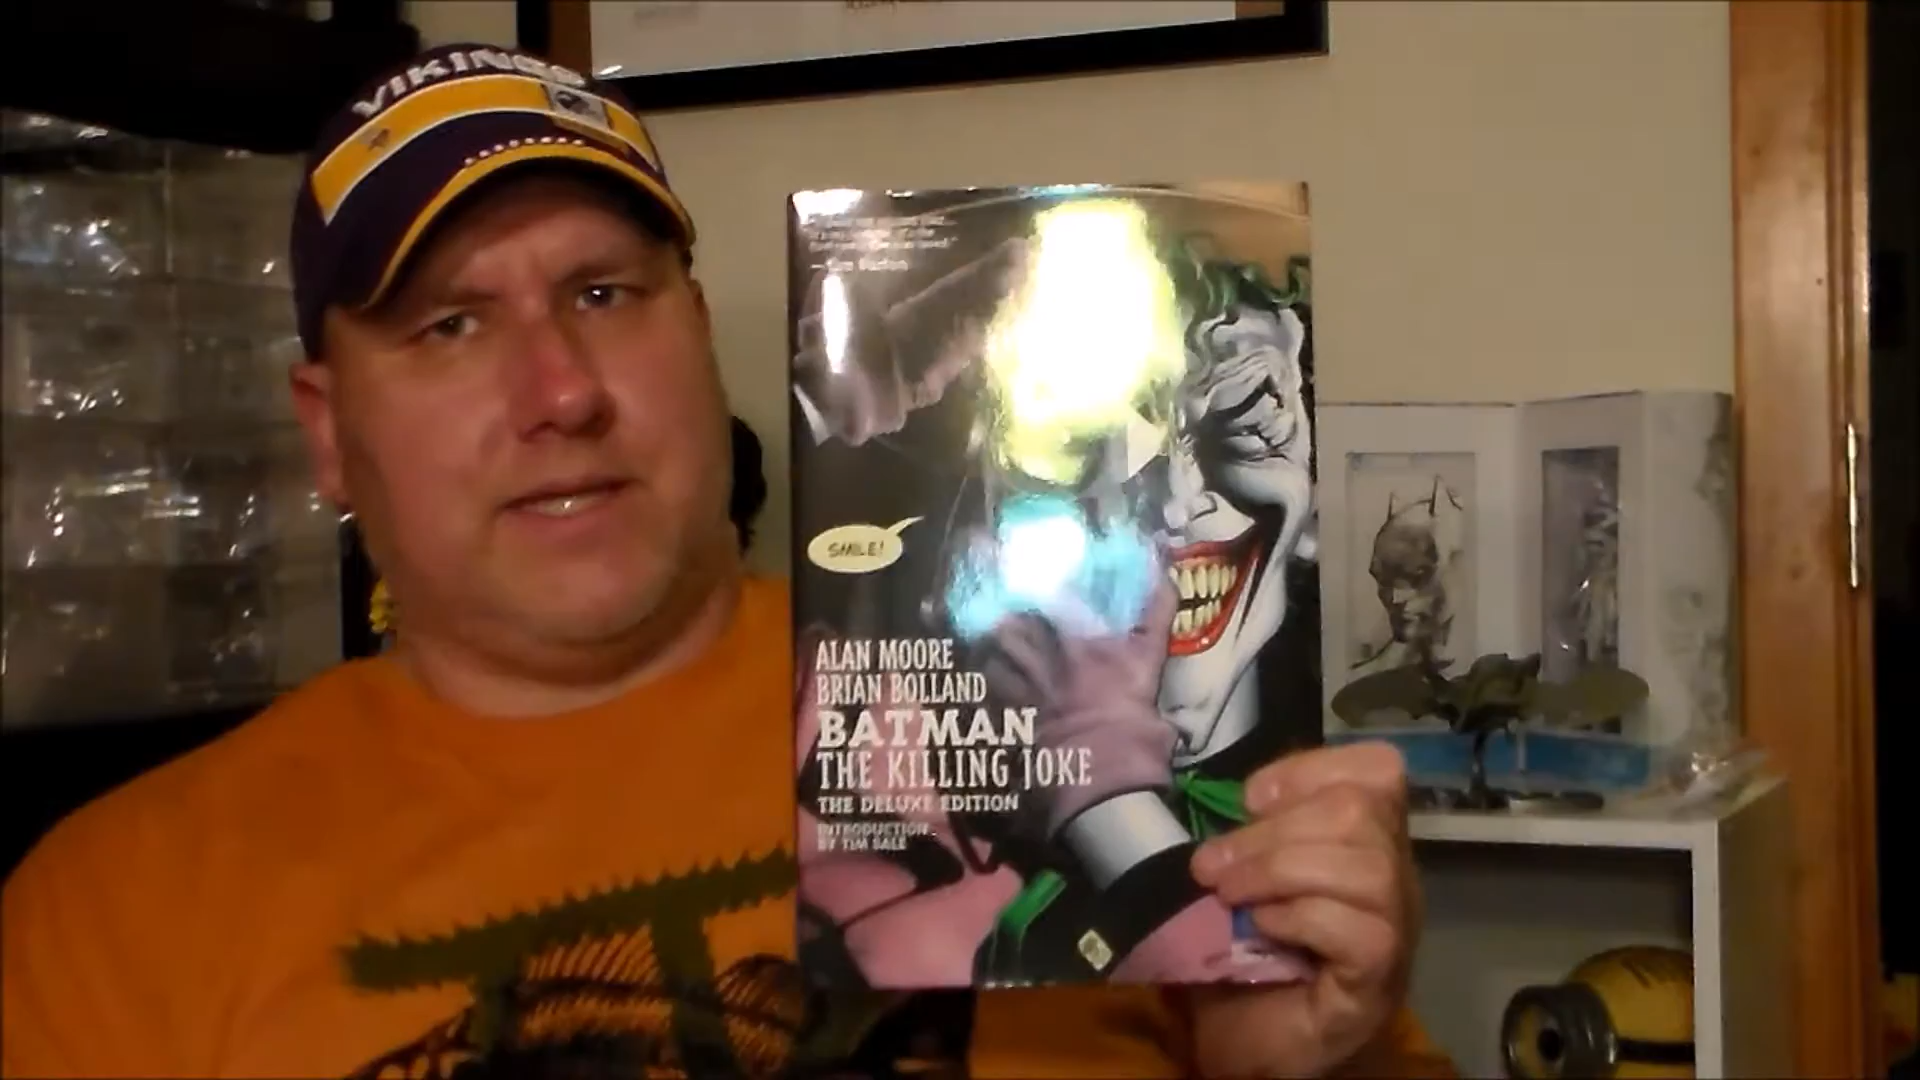 VIKINGS
SMILE!
ALAN MOORE
BRIAN BOLLAND
BATMAN
THE KILLING JOKE
THE DELUXE EDITION
INTRODUCTION
BY TIM SALE